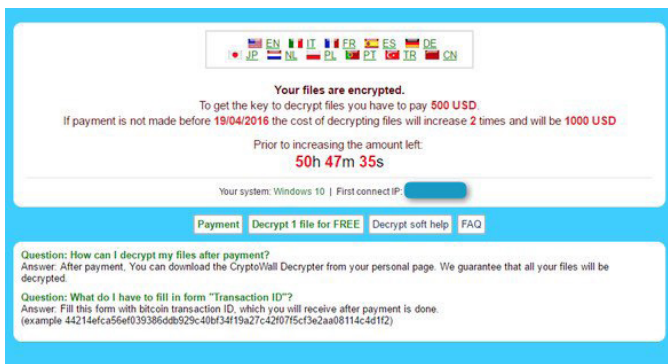 EN IT FR ES DE
JP NL PL PT TR CN
Your files are encrypted.
To get the key to decrypt files you have to pay 500 USD.
If payment is not made before 19/04/2016 the cost of decrypting files will increase 2 times and will be 1000 USD
Prior to increasing the amount left:
50h 47m 35s
Your system: Windows 10 | First connect IP:
Payment Decrypt 1 file for FREE Decrypt soft help FAQ
Question: How can I decrypt my files after payment?
Answer: After payment, You can download the CryptoWall Decrypter from your personal page. We guarantee that all your files will be
decrypted.
Question: What do I have to fill in form "Transaction ID"?
Answer: Fill this form with bitcoin transaction ID, which you will receive after payment is done.
(example 44214efca56ef039386ddb929c40bf34f19a27c42f07f5cf3e2aa08114c4d1f2)